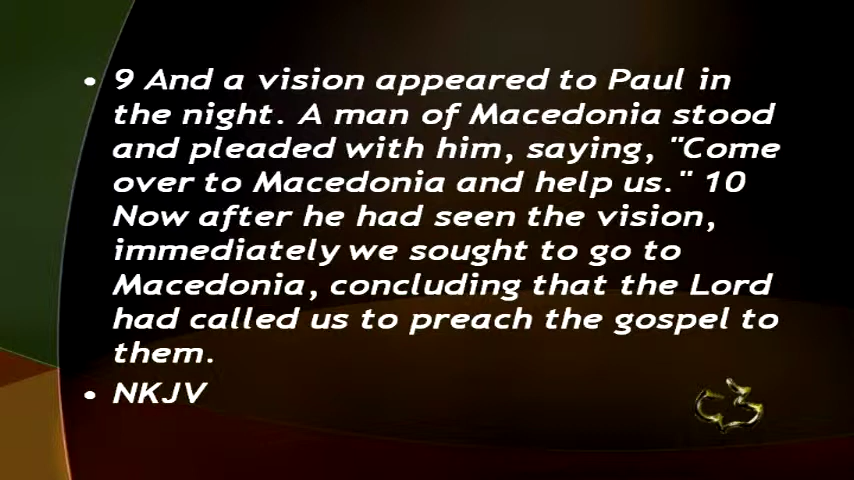 • 9 And a vision appeared to Paul in
the night. A man of Macedonia stood
and pleaded with him, saying, "Come
over to Macedonia and help us." 10
Now after he had seen the vision,
immediately we sought to go to
Macedonia, concluding that the Lord
had called us to preach the gospel to
them.
• NKJV
C3